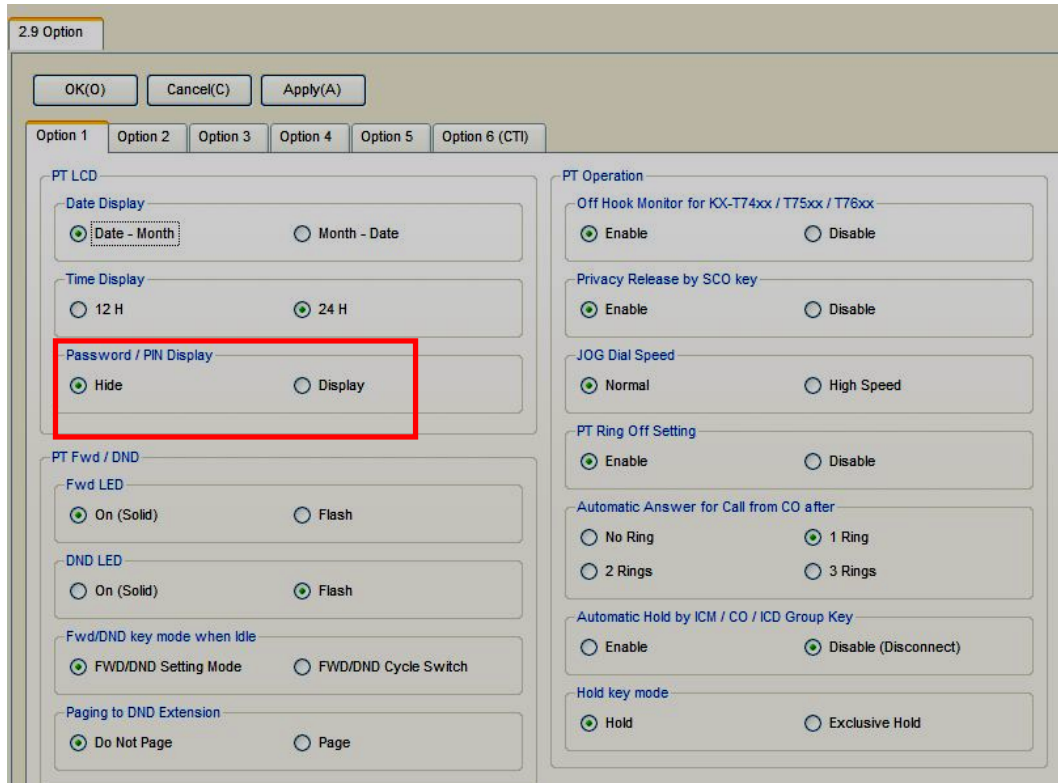 2.9 Option
OK(O) Cancel(C) Apply(A)
Option 1 Option 2 Option 3 Option 4 Option 5 Option 6 (CTI)
PT LCD
Date Display
Date - Month Month - Date
Time Display
12 H 24 H
Password / PIN Display
Hide Display
PT Fwd / DND
Fwd LED
On (Solid) Flash
DND LED
On (Solid) Flash
Fwd/DND key mode when Idle
FWD/DND Setting Mode FWD/DND Cycle Switch
Paging to DND Extension
Do Not Page Page
PT Operation
Off Hook Monitor for KX-T74xx / T75xx / T76xx
Enable Disable
Privacy Release by SCO key
Enable Disable
JOG Dial Speed
Normal High Speed
PT Ring Off Setting
Enable Disable
Automatic Answer for Call from CO after
No Ring 1 Ring
2 Rings 3 Rings
Automatic Hold by ICM / CO / ICD Group Key
Enable Disable (Disconnect)
Hold key mode
Hold Exclusive Hold